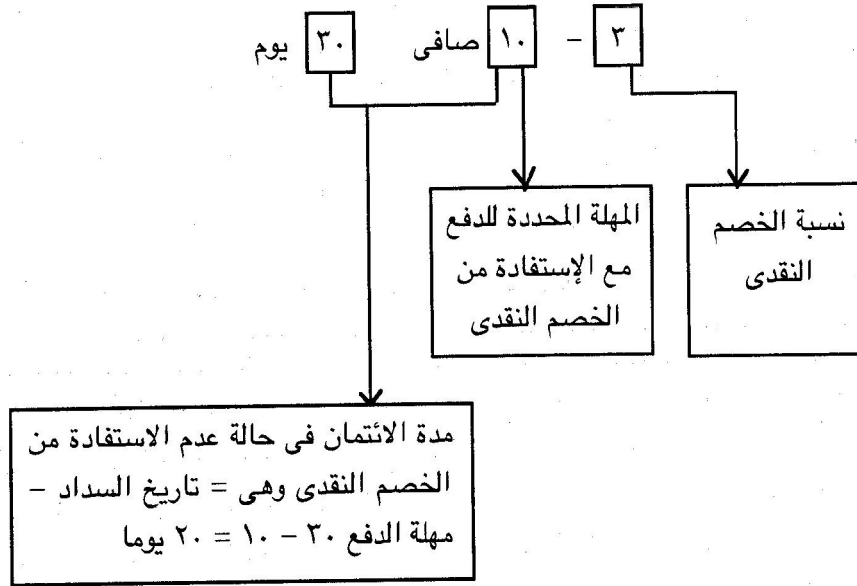 ٣ – ١٠ صافى ٣٠ يوم
نسبة الخصم
النقدى
المهلة المحددة للدفع
مع الإستفادة من
الخصم النقدى
مدة الائتمان فى حالة عدم الاستفادة من
الخصم النقدى وهى = تاريخ السداد –
مهلة الدفع ٣٠ – ١٠ = ٢٠ يوما